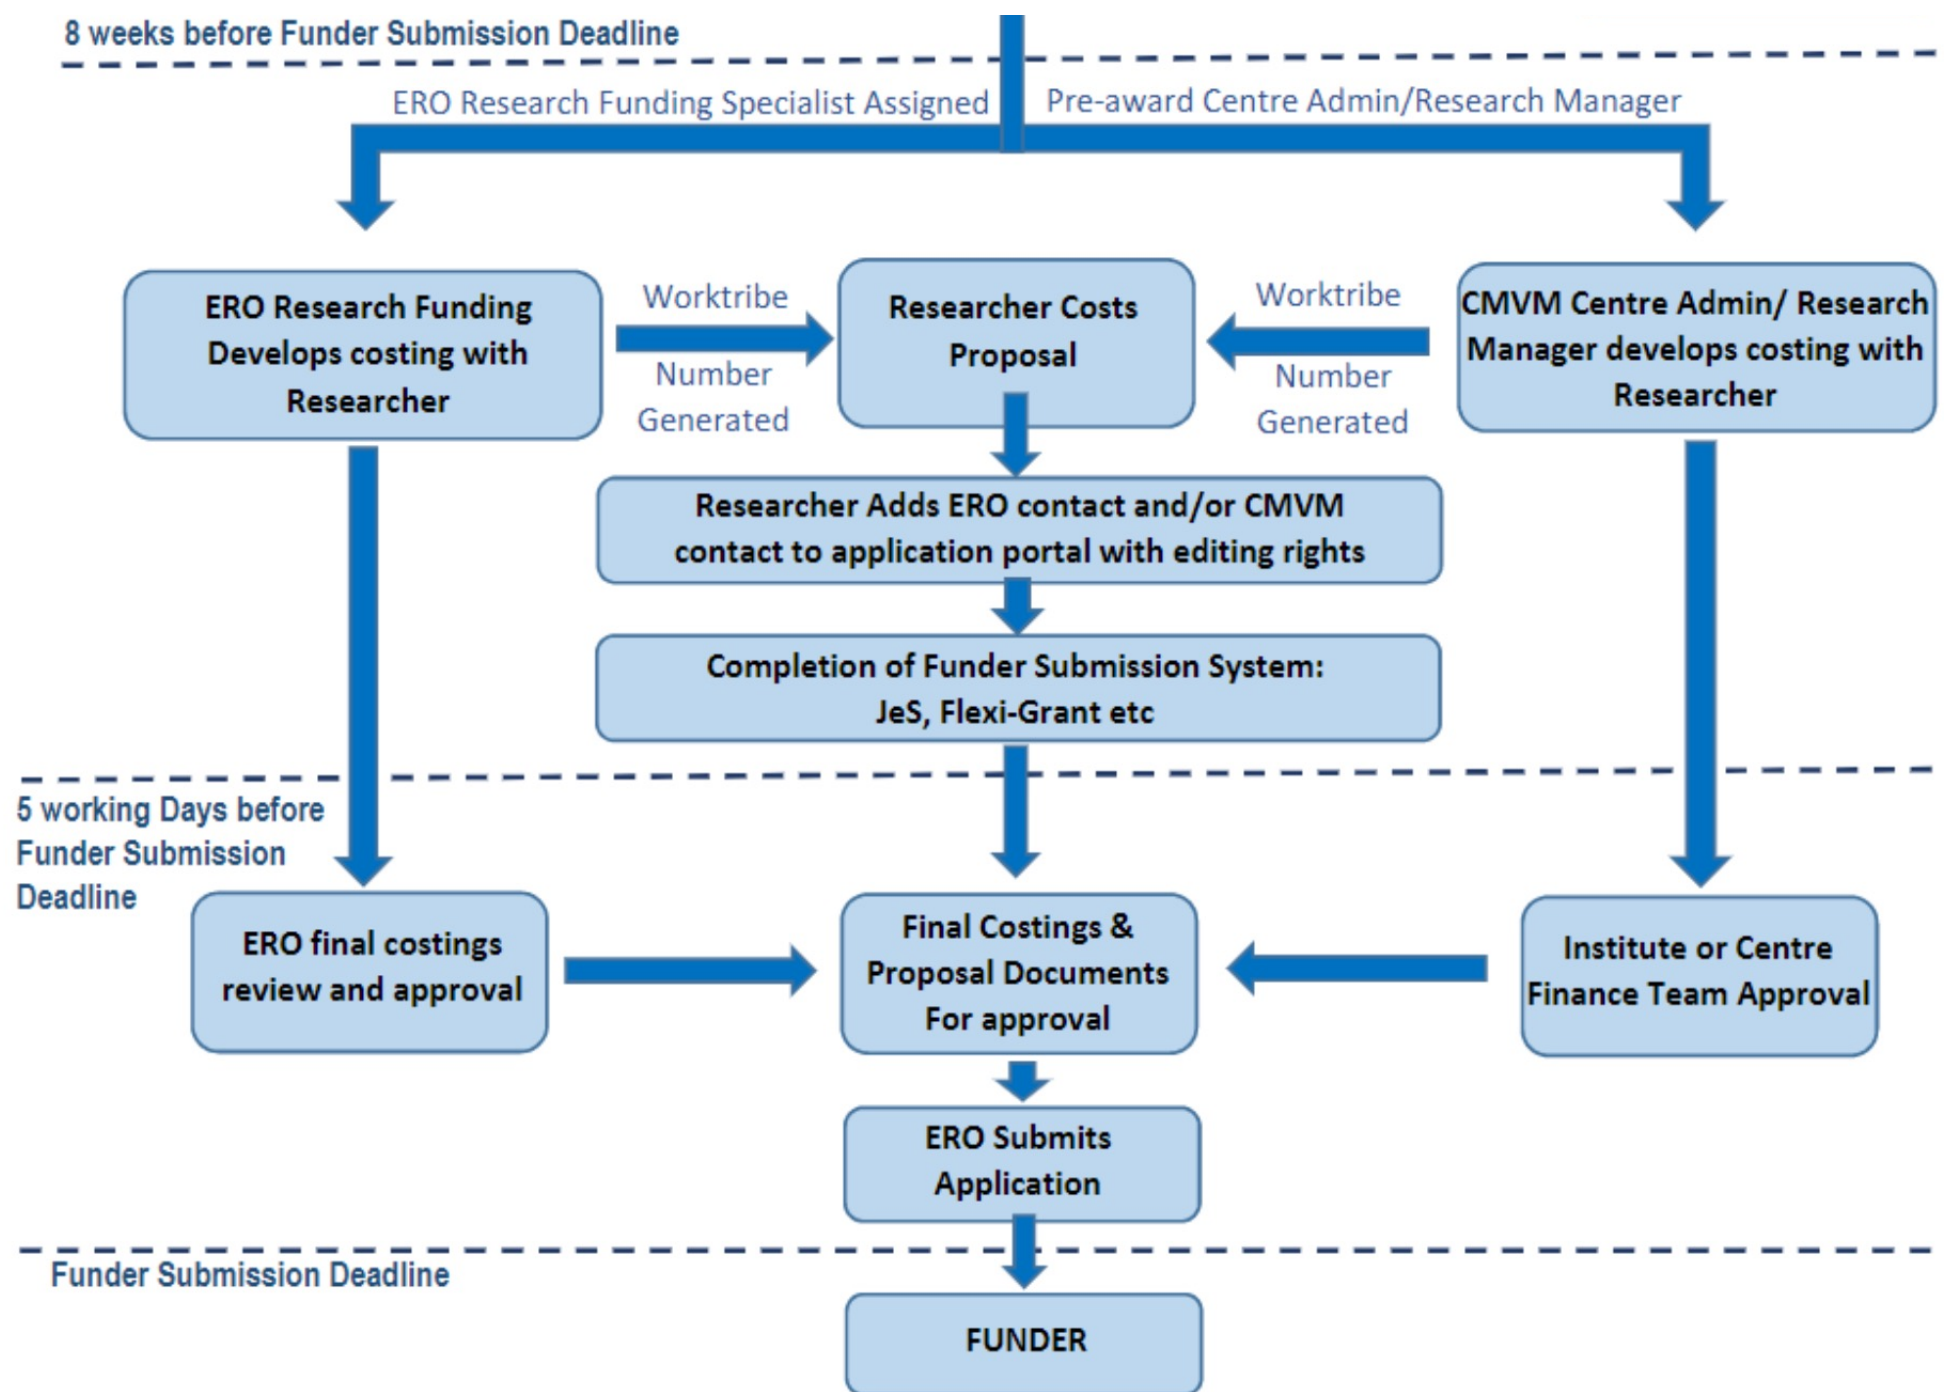 8 weeks before Funder Submission Deadline
ERO Research Funding Specialist Assigned
Pre-award Centre Admin/Research Manager
ERO Research Funding
Develops costing with
Researcher
Worktribe
Number
Generated
Researcher Costs
Proposal
Worktribe
Number
Generated
CMVM Centre Admin/ Research
Manager develops costing with
Researcher
Researcher Adds ERO contact and/or CMVM
contact to application portal with editing rights
Completion of Funder Submission System:
JeS, Flexi-Grant etc
5 working Days before
Funder Submission
Deadline
ERO final costings
review and approval
Final Costings &
Proposal Documents
For approval
Institute or Centre
Finance Team Approval
ERO Submits
Application
Funder Submission Deadline
FUNDER